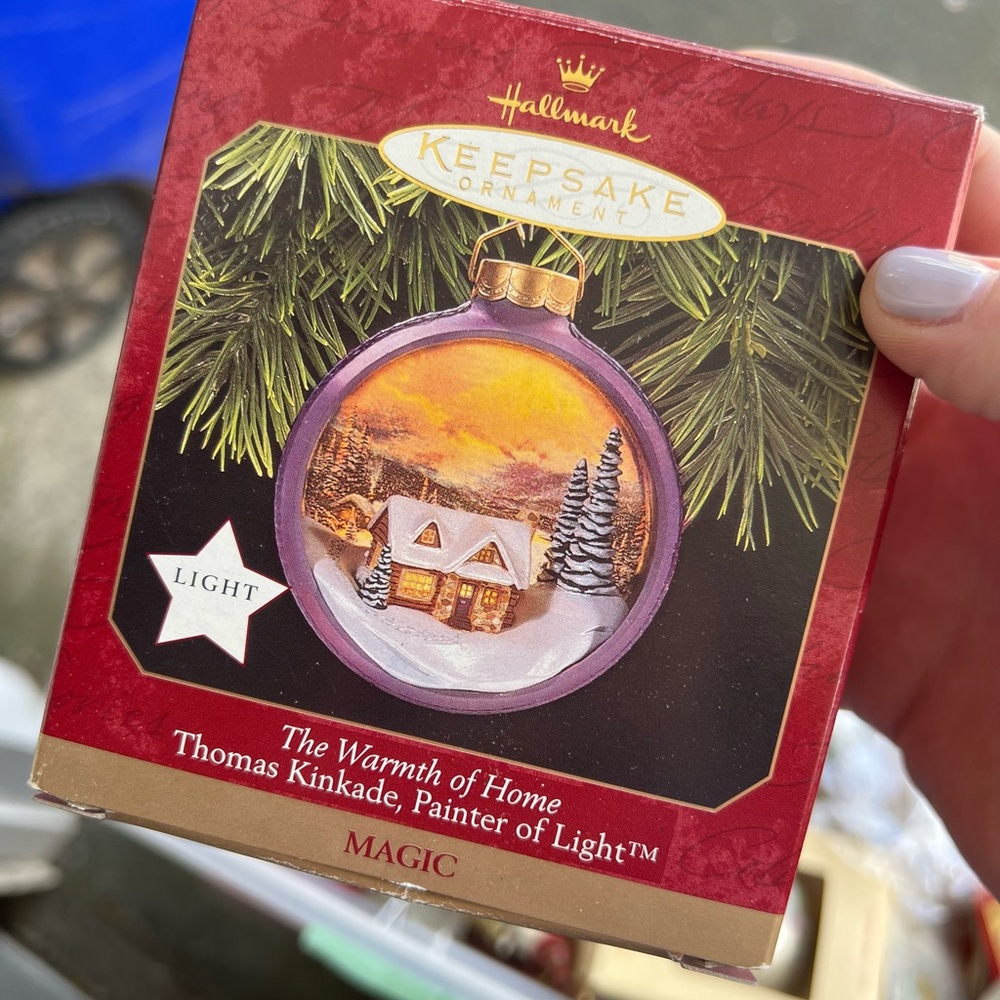 Hallmark
KEEPSAKE
ORNAMENT
LIGHT
The Warmth of Home
Thomas Kinkade, Painter of Light™
MAGIC